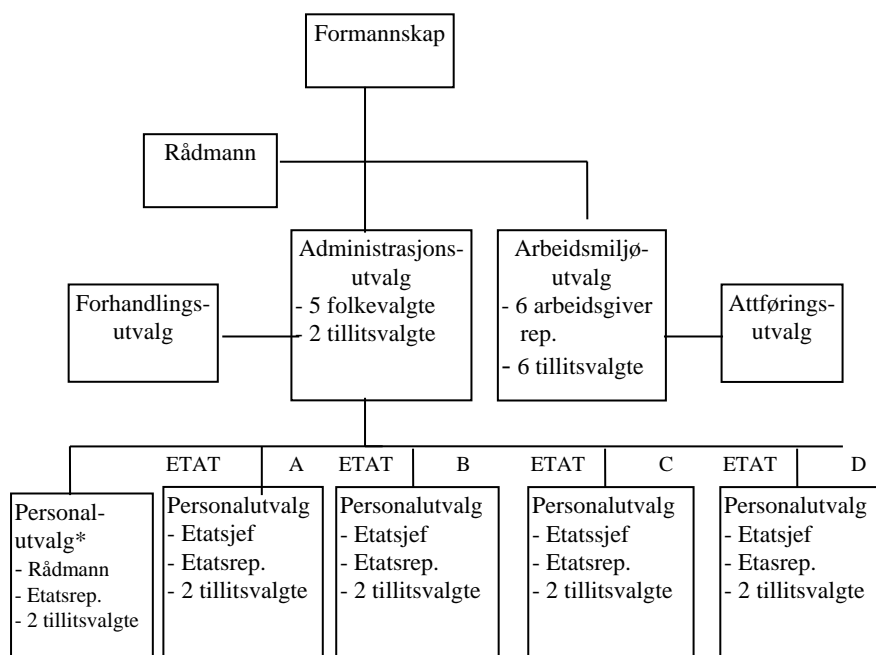 Formannskap
Rådmann
Administrasjons-
utvalg
- 5 folkevalgte
- 2 tillitsvalgte
Arbeidsmiljø-
utvalg
- 6 arbeidsgiver
rep.
- 6 tillitsvalgte
Forhandlings-
utvalg
Attførings-
utvalg
ETAT A
ETAT B
ETAT C
ETAT D
Personal-
utvalg*
- Rådmann
- Etatsrep.
- 2 tillitsvalgte
Personalutvalg
- Etatsjef
- Etatsrep.
- 2 tillitsvalgte
Personalutvalg
- Etatsjef
- Etatsrep.
- 2 tillitsvalgte
Personalutvalg
- Etatssjef
- Etatsrep.
- 2 tillitsvalgte
Personalutvalg
- Etatsjef
- Etasrep.
- 2 tillitsvalgte